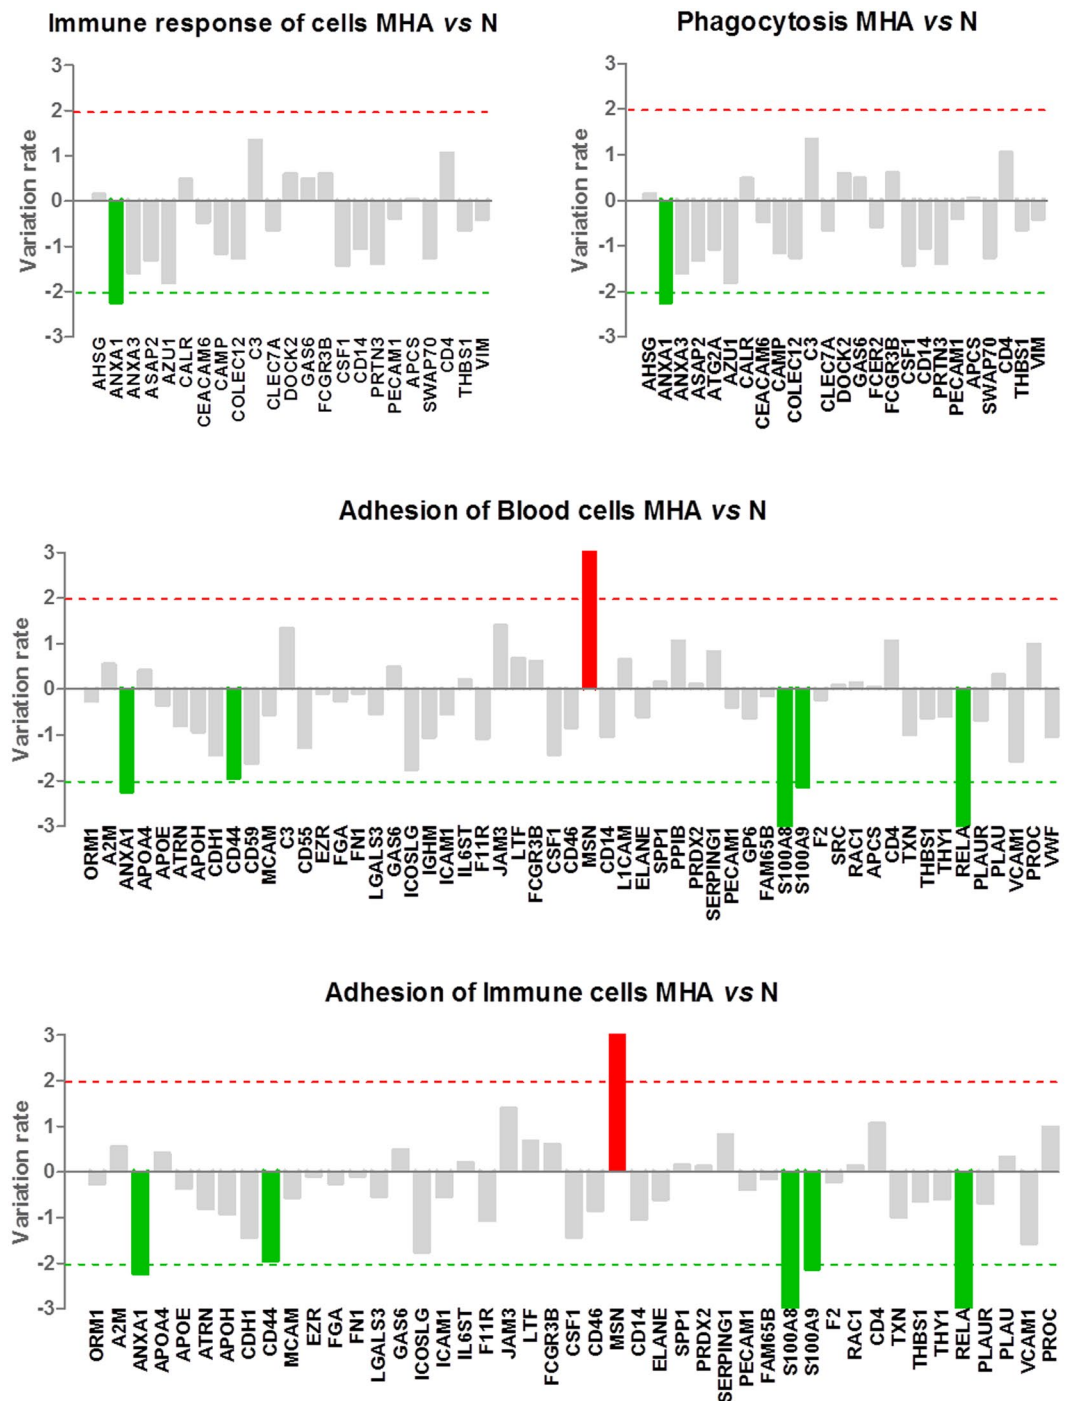 Immune response of cells MHA vs N
Variation rate
3
2
1
0
-1
-2
-3
AHSG
ANXA1
ANXA3
ASAP2
AZU1
CALR
CEACAM6
CAMP
COLEC12
C3
CLEC7A
DOCK2
GAS6
FCGR3B
CSF1
CD14
PRTN3
PECAM1
APCS
SWAP70
CD4
THBS1
VIM
Phagocytosis MHA vs N
Variation rate
3
2
1
0
-1
-2
-3
AHSG
ANXA1
ANXA3
ASAP2
ATG2A
AZU1
CALR
CEACAM6
CAMP
COLEC12
C3
CLEC7A
DOCK2
GAS6
FCER2
FCGR3B
CSF1
CD14
PRTN3
PECAM1
APCS
SWAP70
CD4
THBS1
VIM
Adhesion of Blood cells MHA vs N
Variation rate
3
2
1
0
-1
-2
-3
ORM1
A2M
ANXA1
APOA4
APOE
ATRN
APOH
CDH1
CD44
CD59
MCAM
C3
CD55
EZR
FGA
FN1
LGALS3
GAS6
ICOSLG
IGHM
ICAM1
IL6ST
F11R
JAM3
LTF
FCGR3B
CSF1
CD46
MSN
CD14
L1CAM
ELANE
SPP1
PPIB
PRDX2
SERPING1
PECAM1
GP6
FAM65B
S100A8
S100A9
F2
SRC
RAC1
APCS
CD4
TXN
THBS1
THY1
RELA
PLAUR
PLAU
VCAM1
PROC
VWF
Adhesion of Immune cells MHA vs N
Variation rate
3
2
1
0
-1
-2
-3
ORM1
A2M
ANXA1
APOA4
APOE
ATRN
APOH
CDH1
CD44
MCAM
EZR
FGA
FN1
LGALS3
GAS6
ICOSLG
ICAM1
IL6ST
F11R
JAM3
LTF
FCGR3B
CSF1
CD46
MSN
CD14
ELANE
SPP1
PRDX2
SERPING1
PECAM1
FAM65B
S100A8
S100A9
F2
RAC1
CD4
TXN
THBS1
THY1
RELA
PLAUR
PLAU
VCAM1
PROC